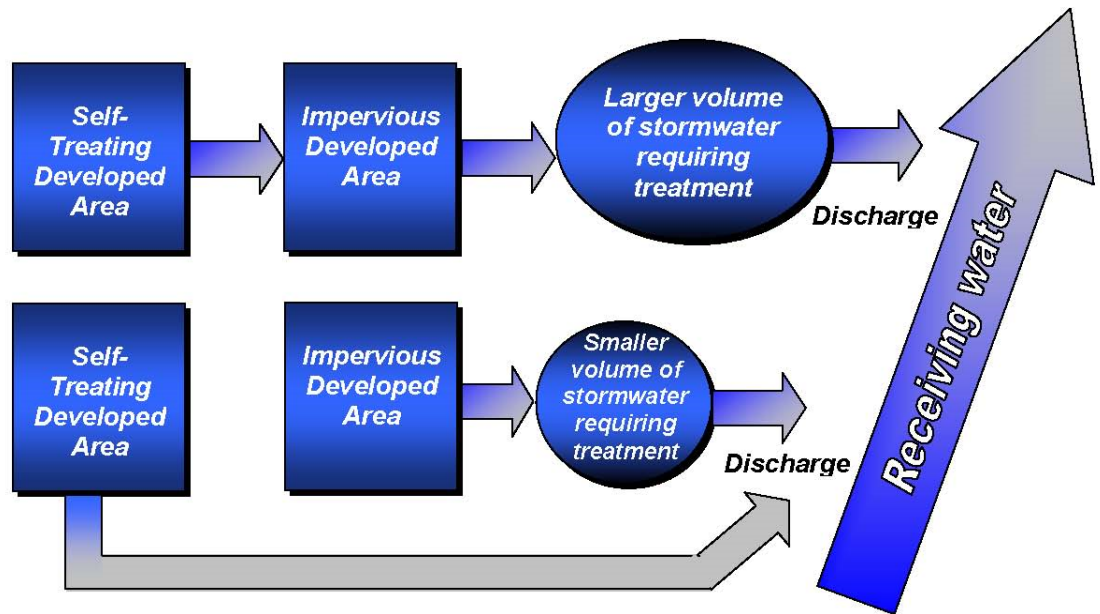 Self-
Treating
Developed
Area
Impervious
Developed
Area
Larger volume
of stormwater
requiring
treatment
Discharge
Self-
Treating
Developed
Area
Impervious
Developed
Area
Smaller
volume of
stormwater
requiring
treatment
Discharge
Receiving water